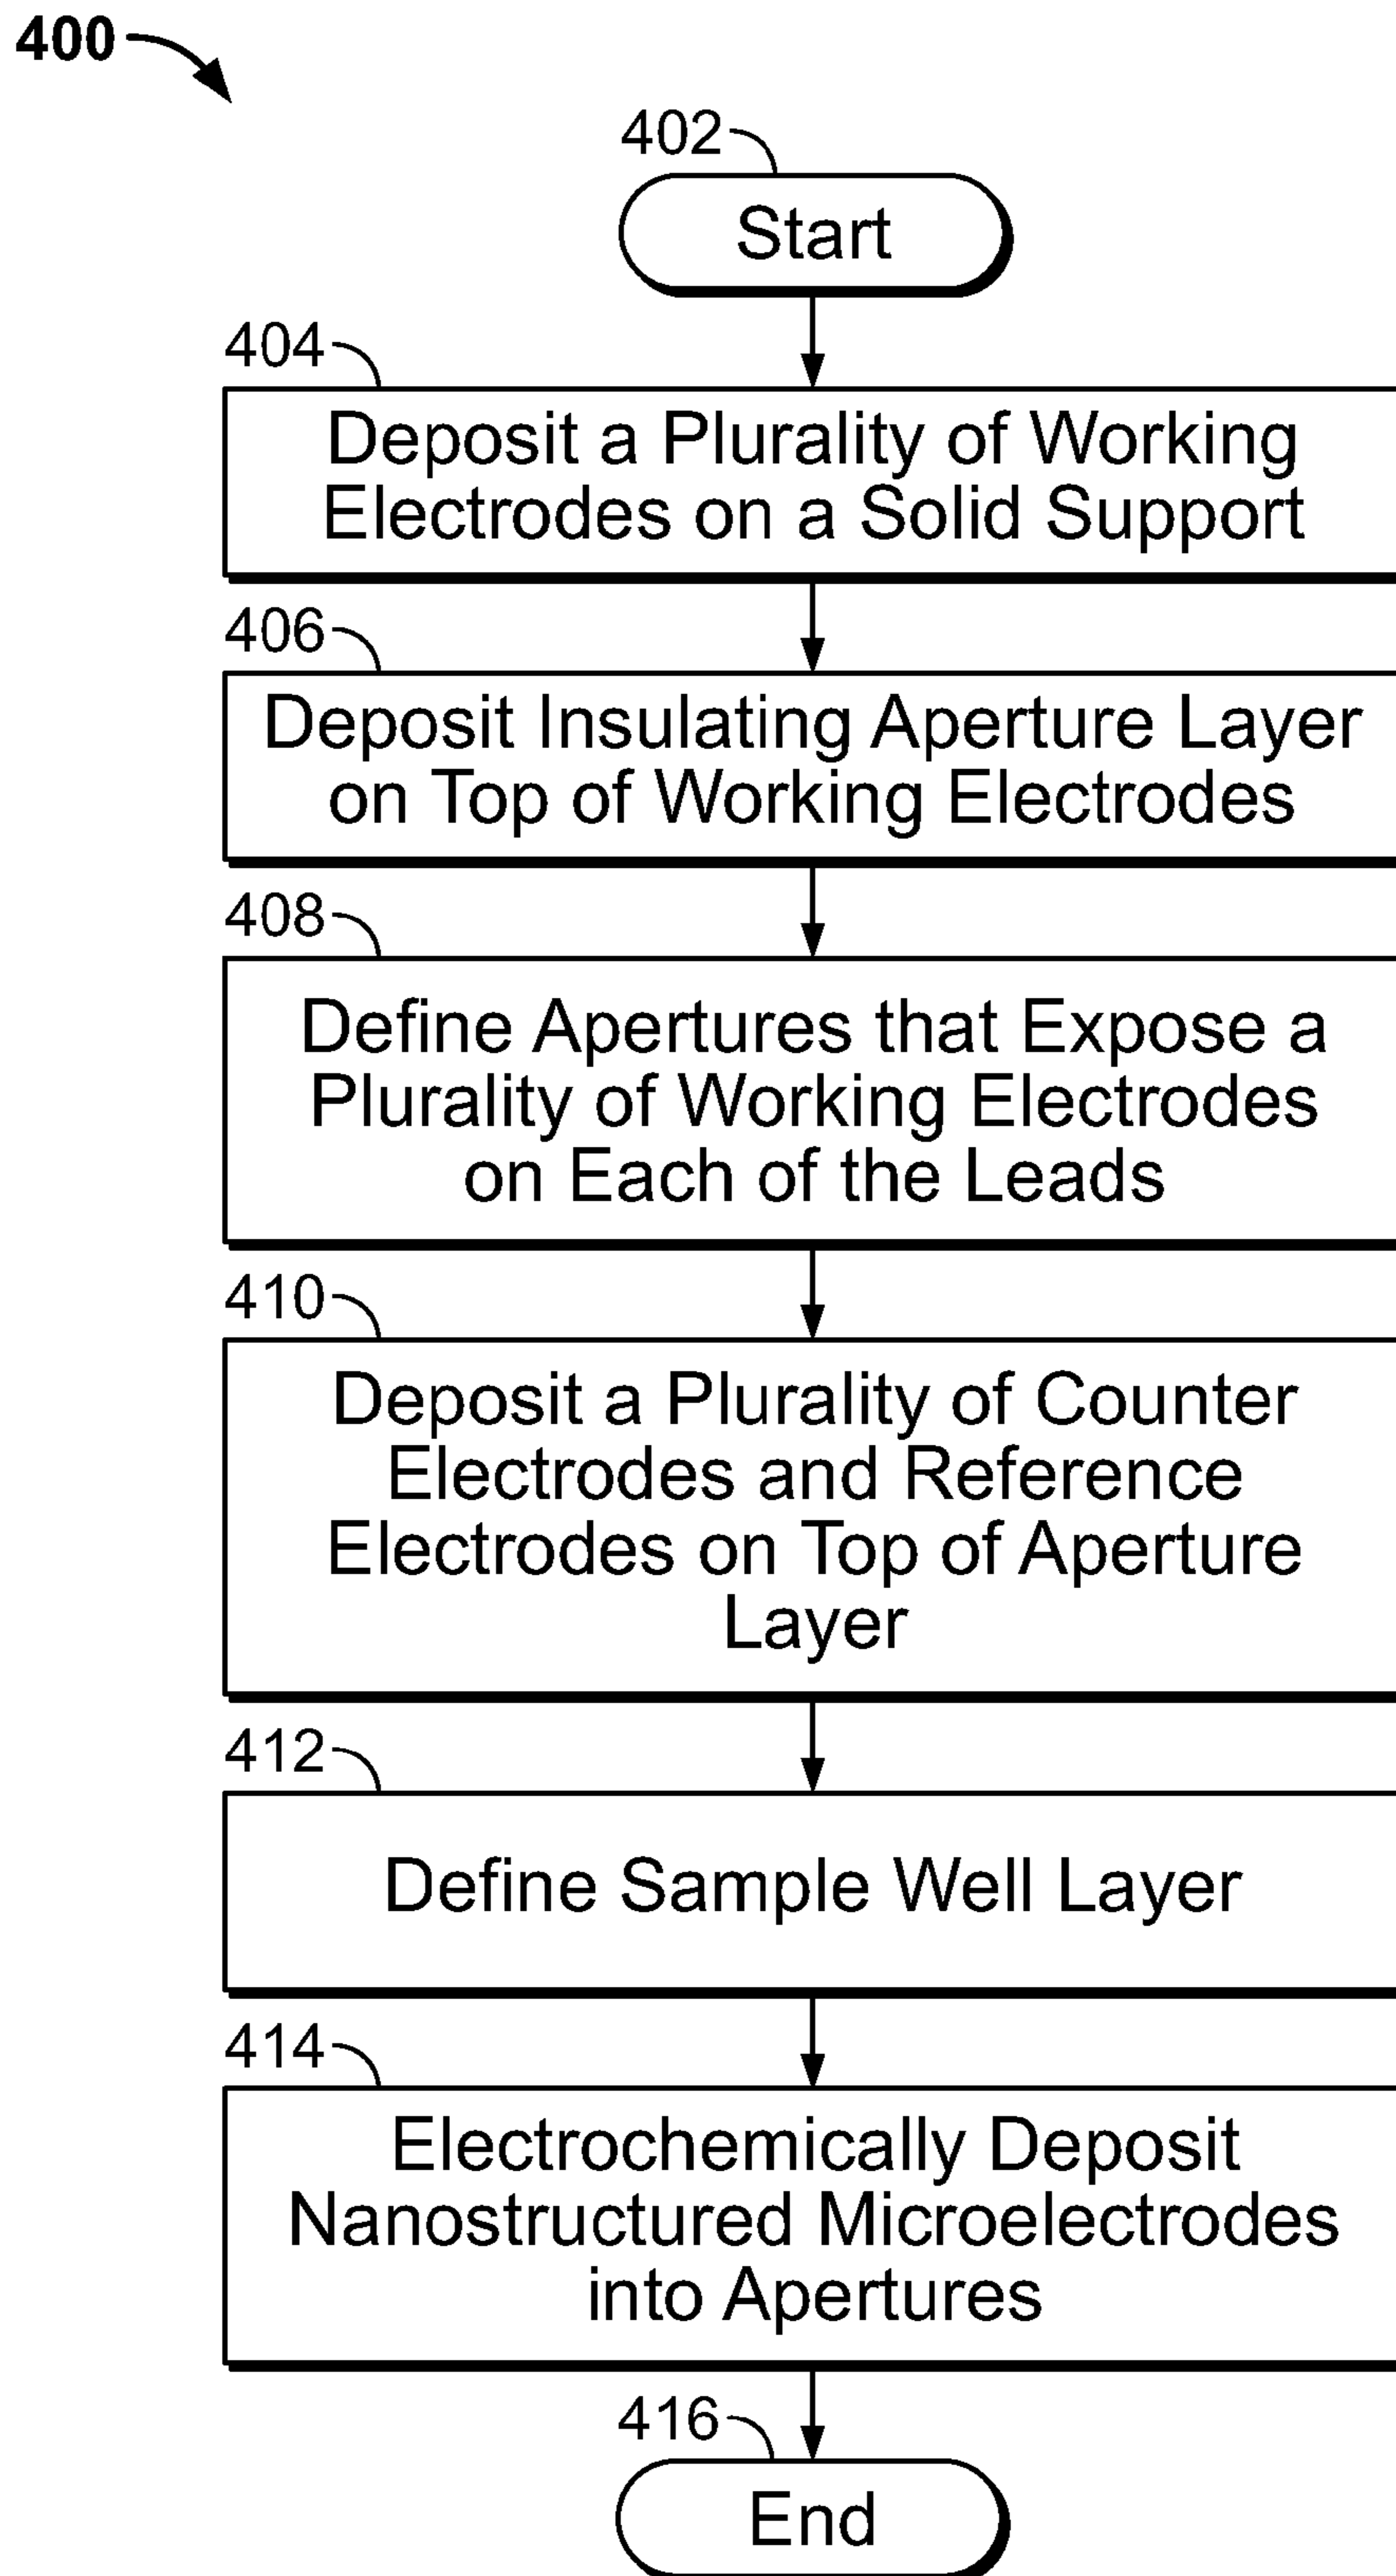 400
402
Start
404
Deposit a Plurality of Working
Electrodes on a Solid Support
406
Deposit Insulating Aperture Layer
on Top of Working Electrodes
408
Define Apertures that Expose a
Plurality of Working Electrodes
on Each of the Leads
410
Deposit a Plurality of Counter
Electrodes and Reference
Electrodes on Top of Aperture
Layer
412
Define Sample Well Layer
414
Electrochemically Deposit
Nanostructured Microelectrodes
into Apertures
416
End